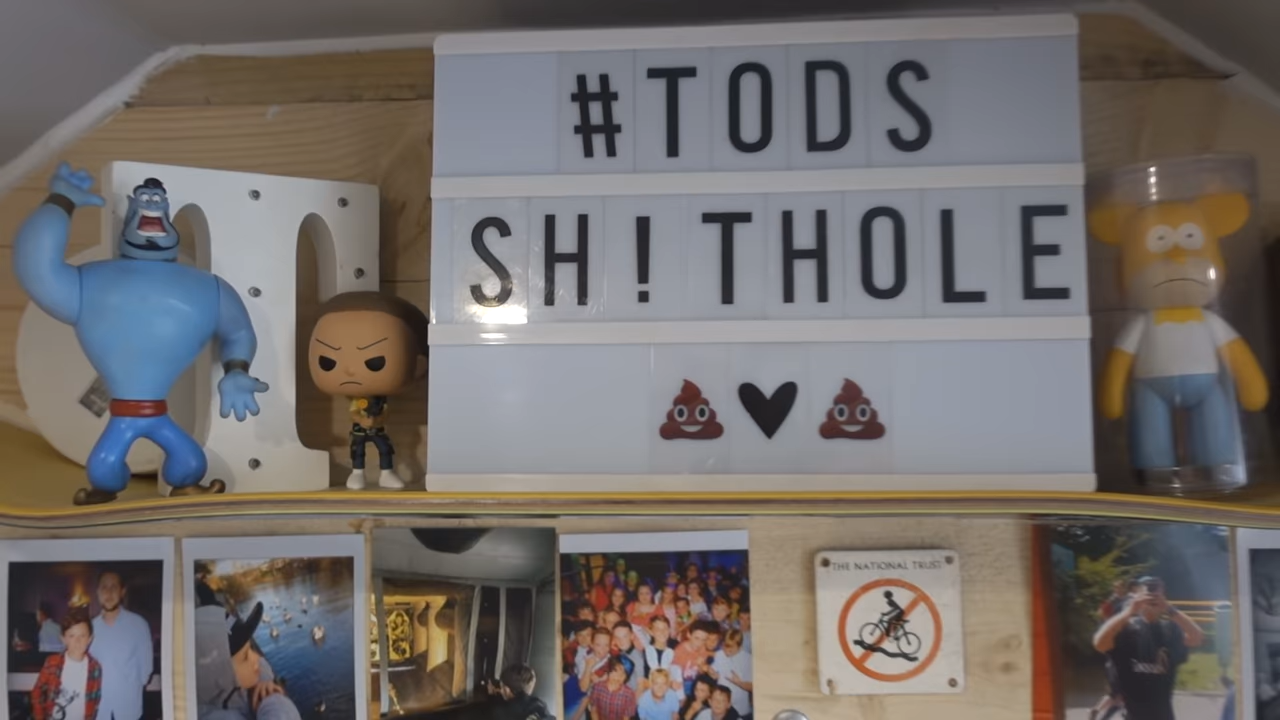 #TODS
SH!THOLE
💩🖤💩
T
THE NATIONAL TRUST